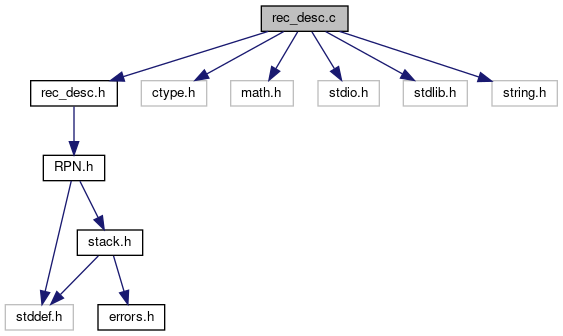 rec_desc.c
rec_desc.h
ctype.h
math.h
stdio.h
stdlib.h
string.h
RPN.h
stack.h
stddef.h
errors.h